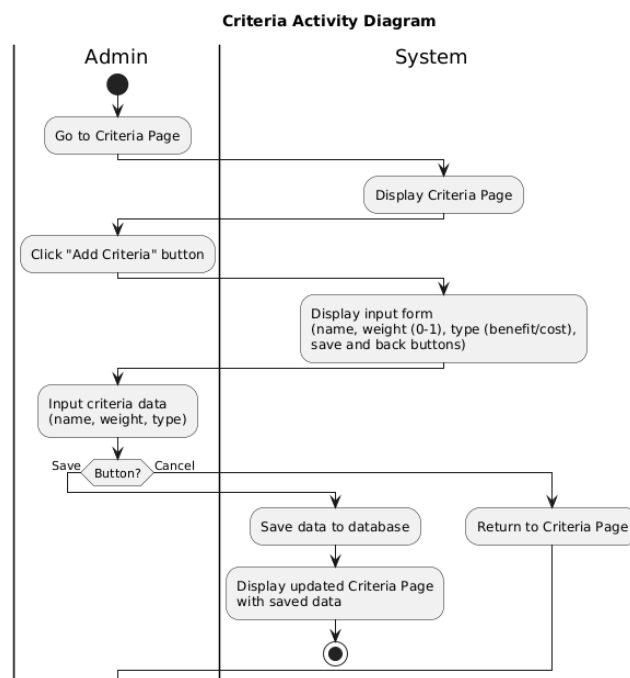 Criteria Activity Diagram
Admin
System
Go to Criteria Page
Display Criteria Page
Click "Add Criteria" button
Display input form
(name, weight (0-1), type (benefit/cost),
save and back buttons)
Input criteria data
(name, weight, type)
Save
Button?
Cancel
Save data to database
Return to Criteria Page
Display updated Criteria Page
with saved data